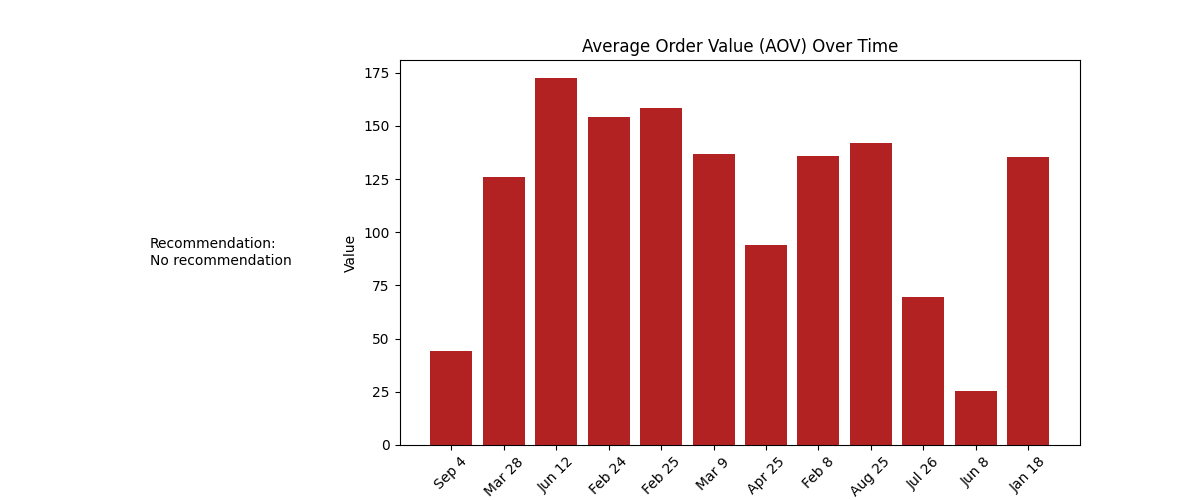 Average Order Value (AOV) Over Time
Recommendation:
No recommendation
Value
175
150
125
100
75
50
25
0
Sep 4
Mar 28
Jun 12
Feb 24
Feb 25
Mar 9
Apr 25
Feb 8
Aug 25
Jul 26
Jun 8
Jan 18